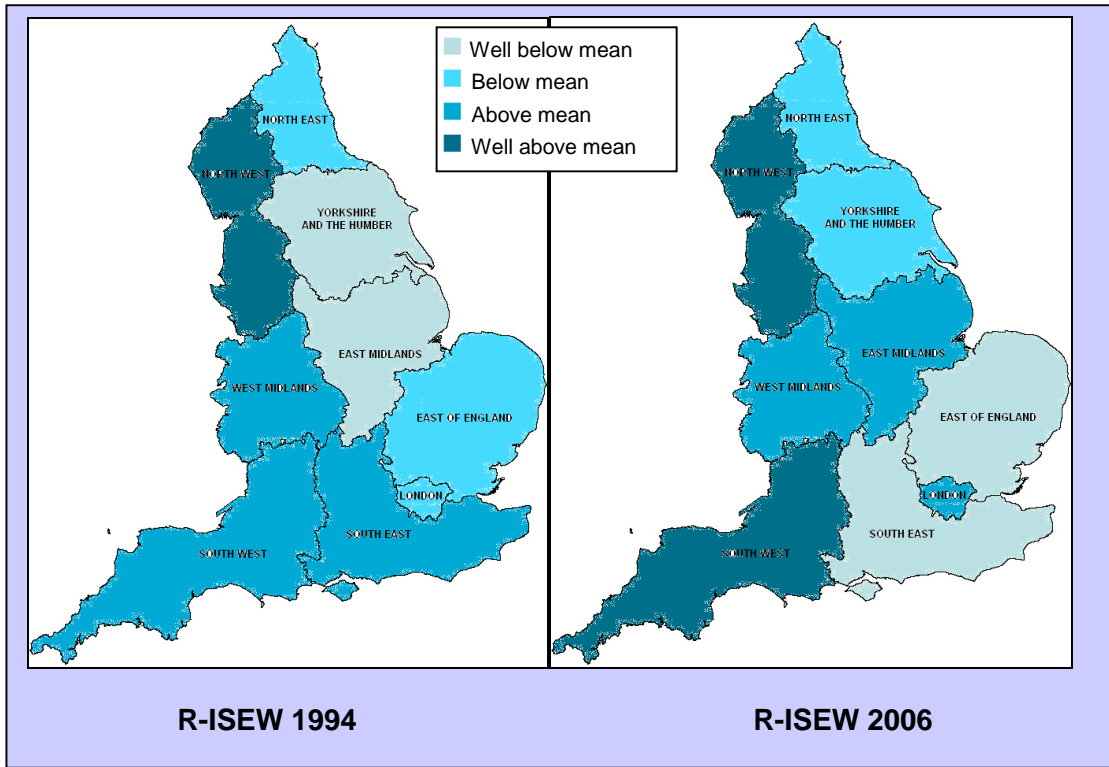 Well below mean
Below mean
Above mean
Well above mean
NORTH EAST
NORTH WEST
YORKSHIRE
AND THE HUMBER
EAST MIDLANDS
WEST MIDLANDS
EAST OF ENGLAND
LONDON
SOUTH EAST
SOUTH WEST
R-ISEW 1994
NORTH EAST
NORTH WEST
YORKSHIRE
AND THE HUMBER
EAST MIDLANDS
WEST MIDLANDS
EAST OF ENGLAND
LONDON
SOUTH EAST
SOUTH WEST
R-ISEW 2006